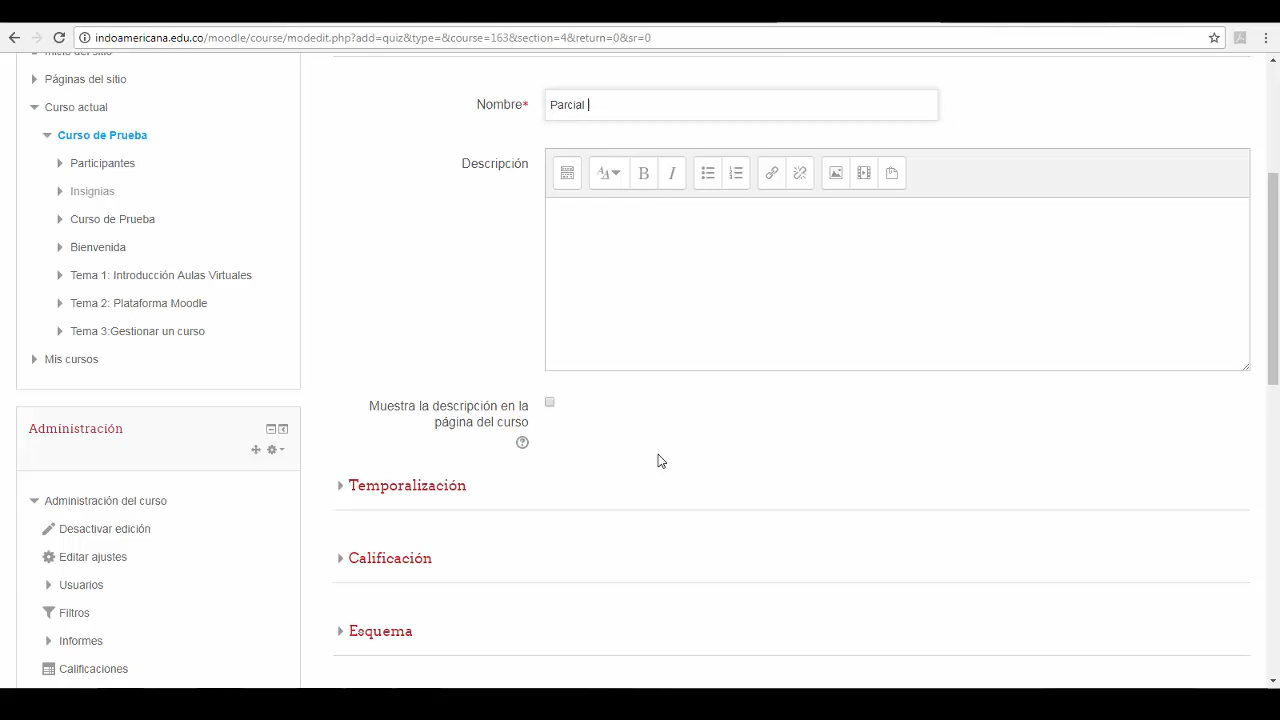 indoamericana.edu.co/moodle/course/modedit.php?add=quiz&type=&course=163&section=4&return=0&sr=0
Inicio del sitio
Páginas del sitio
Curso actual
Curso de Prueba
Participantes
Insignias
Curso de Prueba
Bienvenida
Tema 1: Introducción Aulas Virtuales
Tema 2: Plataforma Moodle
Tema 3:Gestionar un curso
Mis cursos
Administración
Administración del curso
Desactivar edición
Editar ajustes
Usuarios
Filtros
Informes
Calificaciones
Nombre*
Parcial
Descripción
B I
Muestra la descripción en la
página del curso
Temporalización
Calificación
Esquema